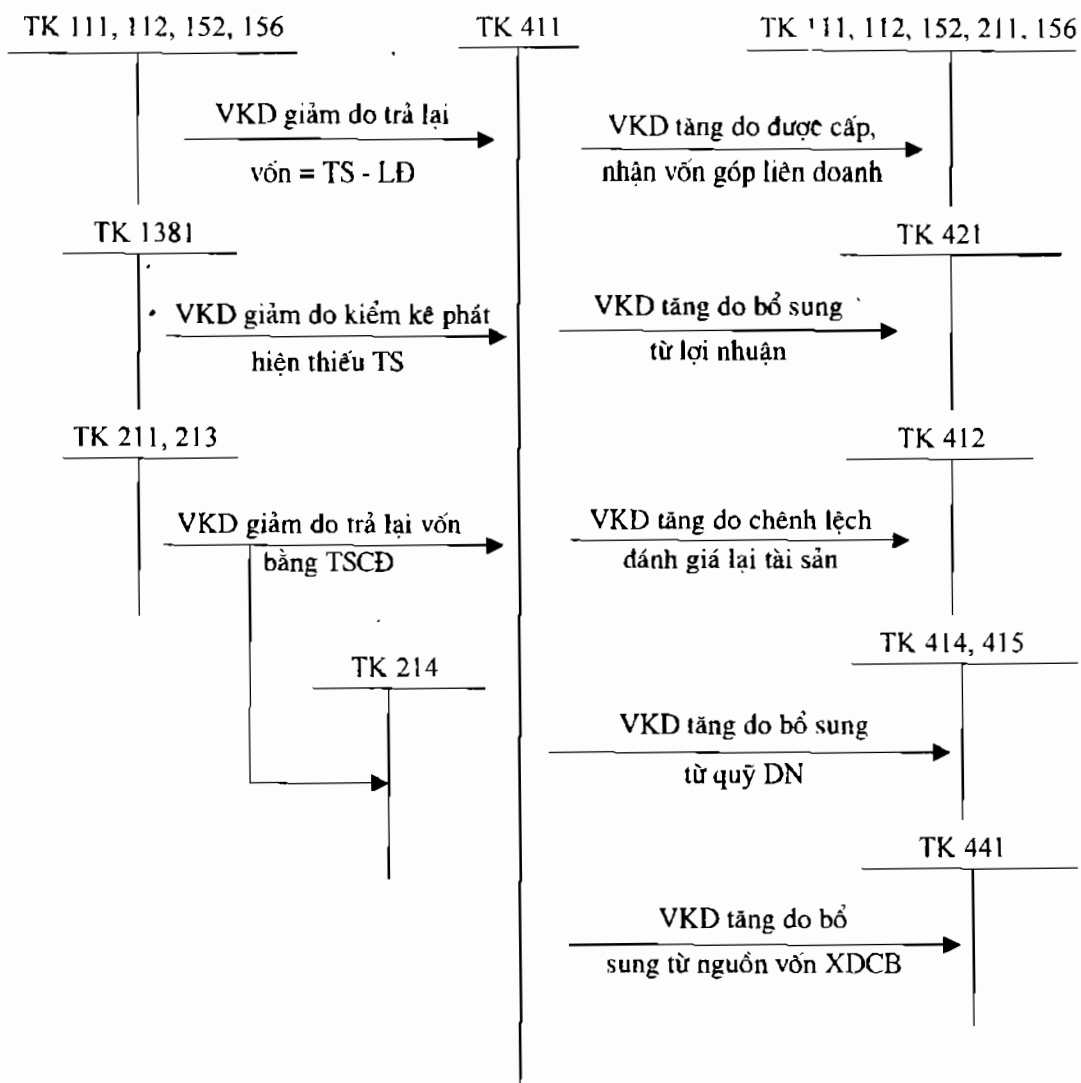 TK 111, 112, 152, 156
TK 411
TK 111, 112, 152, 211, 156
VKD giảm do trả lại
vốn = TS - LĐ
VKD tăng do được cấp,
nhận vốn góp liên doanh
TK 1381
TK 421
VKD giảm do kiểm kê phát
hiện thiếu TS
VKD tăng do bổ sung
từ lợi nhuận
TK 211, 213
TK 412
VKD giảm do trả lại vốn
bằng TSCĐ
VKD tăng do chênh lệch
đánh giá lại tài sản
TK 414, 415
TK 214
VKD tăng do bổ sung
từ quỹ DN
TK 441
VKD tăng do bổ
sung từ nguồn vốn XDCB